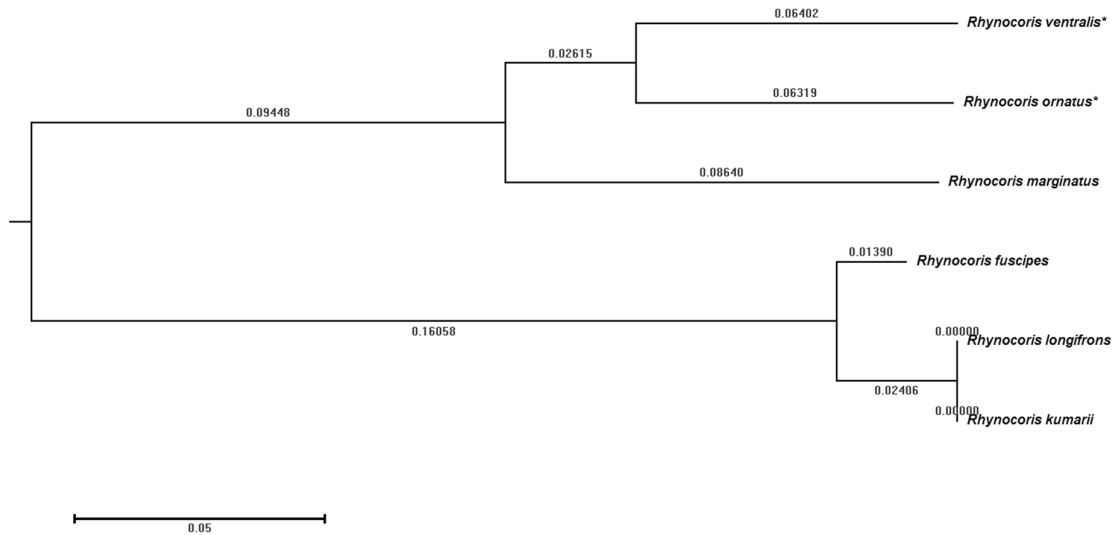 0.06402
Rhynocoris ventralis*
0.02615
0.06319
Rhynocoris ornatus*
0.09448
0.08640
Rhynocoris marginatus
0.01390
Rhynocoris fuscipes
0.16058
0.00000
Rhynocoris longifrons
0.02406
0.00000
Rhynocoris kumarii
0.05